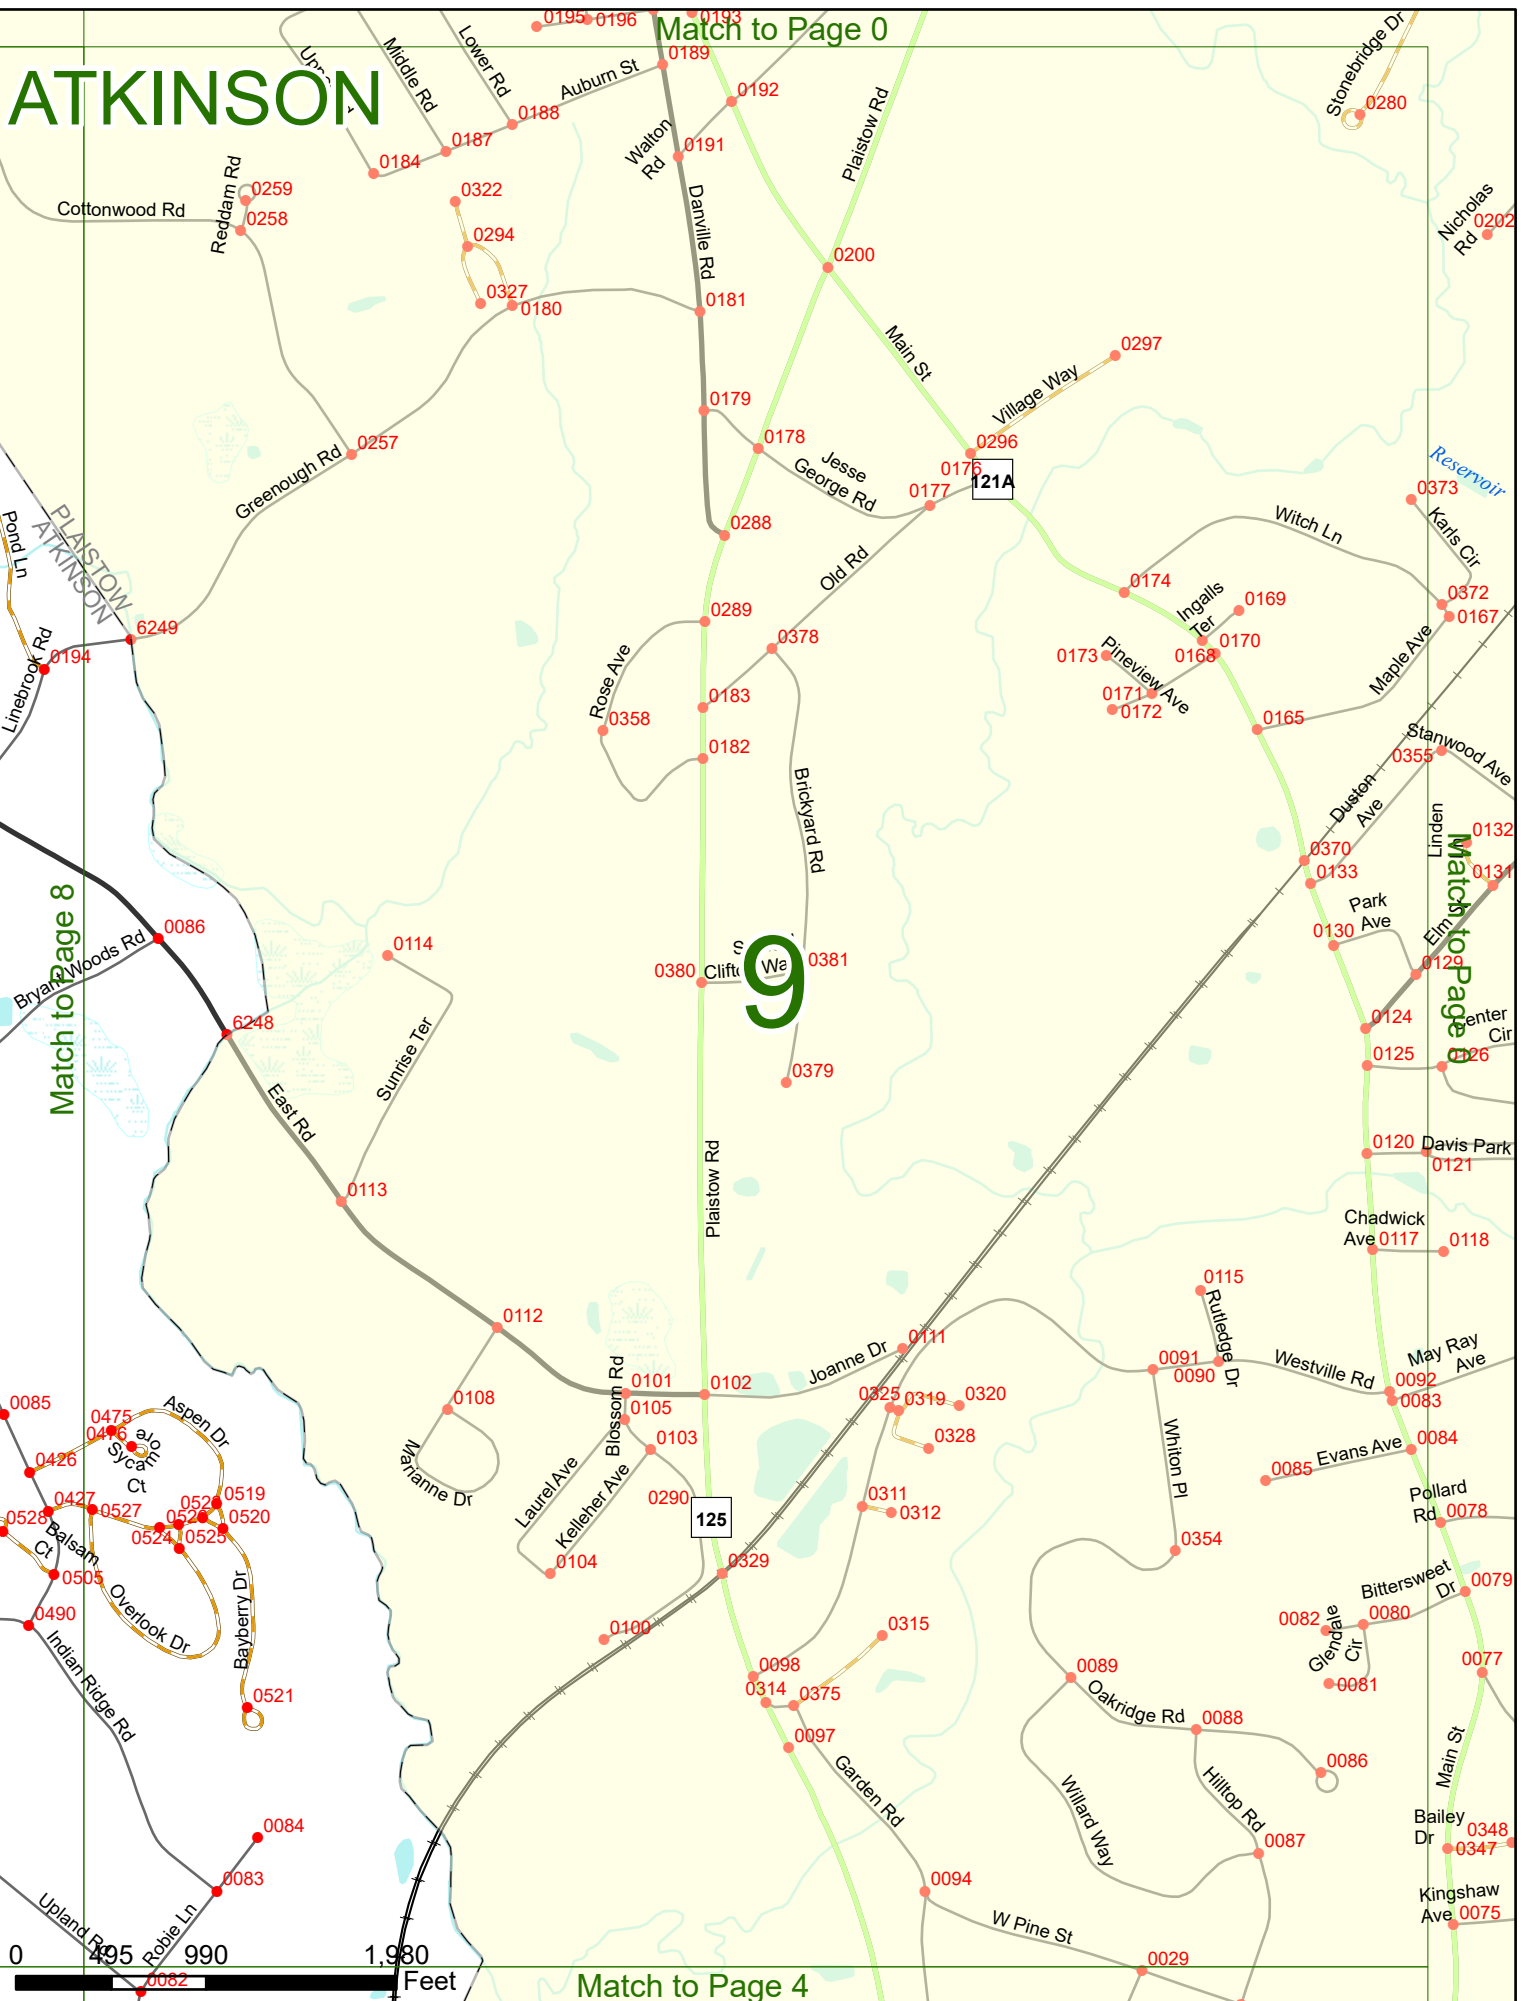 0195
0196
0193
Match to Page 0
ATKINSON
Middle Rd
Lower Rd
Auburn St
0189
0192
0188
0187
0184
0191
Walton
Rd
Plaistow Rd
Stonebridge Dr
0280
Cottonwood Rd
Reddam Rd
0259
0258
0322
0294
0327
0180
Danville Rd
0181
0200
Nicholas
Rd
0202
Main St
Village Way
0297
0179
0178
0296
0176
121A
0177
Jesse
George Rd
0257
Greenough Rd
0288
Old Rd
Reservoir
0373
Karls Cir
Witch Ln
0174
0372
0167
Pond Ln
PLAISTOW
ATKINSON
6249
0194
Linebrook Rd
0289
0378
Rose Ave
0358
0183
0182
Ingalls
Ter
0169
0170
0168
0173
Pineview Ave
0171
0172
Maple Ave
0165
Brickyard Rd
Stanwood Ave
0355
Duston
Ave
Linden
0132
0131
0370
0133
Park
Ave
0130
Elm St
0129
Match to Page 0
Match to Page 8
0086
Bryant Woods Rd
6248
0114
Sunrise Ter
East Rd
0113
0380
0381
9
0379
0124
0125
0126
Cir
0120
Davis Park
0121
Plaistow Rd
Chadwick
Ave
0117
0118
0115
Rutledge Dr
0112
0111
Joanne Dr
0091
0090
Westville Rd
May Ray
Ave
0092
0083
0101
0102
0105
Blossom Rd
0103
0108
Marianne Dr
0325
0319
0320
0328
0085
0475
0476
Aspen Dr
Sycamore
Ct
0426
0427
0527
0528
0519
0520
0524
0525
Balsam
Ct
0505
Overlook Dr
Bayberry Dr
0490
Indian Ridge Rd
0521
Laurel Ave
Kelleher Ave
0104
0290
125
0329
0100
0311
0312
Whiton Pl
0354
Evans Ave
0084
0085
Pollard
Rd
0078
Bittersweet
Dr
0079
0082
0080
Glendale
Cir
0081
0077
0315
0098
0314
0375
0097
Garden Rd
0089
Oakridge Rd
0088
0086
Hilltop Rd
0087
Willard Way
Main St
Bailey
Dr
0348
0347
Kingshaw
Ave
0075
0084
0083
Robie Ln
Upland Rd
0082
0094
W Pine St
0029
0 495 990 1,980
Feet
Match to Page 4